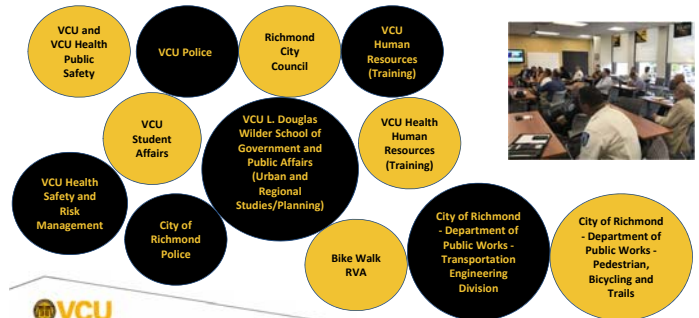 VCU and
VCU Health
Public
Safety
VCU Police
Richmond
City
Council
VCU
Human
Resources
(Training)
VCU
Student
Affairs
VCU L. Douglas
Wilder School of
Government and
Public Affairs
(Urban and
Regional
Studies/Planning)
VCU Health
Human
Resources
(Training)
VCU Health
Safety and
Risk
Management
City of
Richmond
Police
Bike Walk
RVA
City of Richmond
- Department of
Public Works -
Transportation
Engineering
Division
City of Richmond
- Department of
Public Works -
Pedestrian,
Bicycling and
Trails
VCU